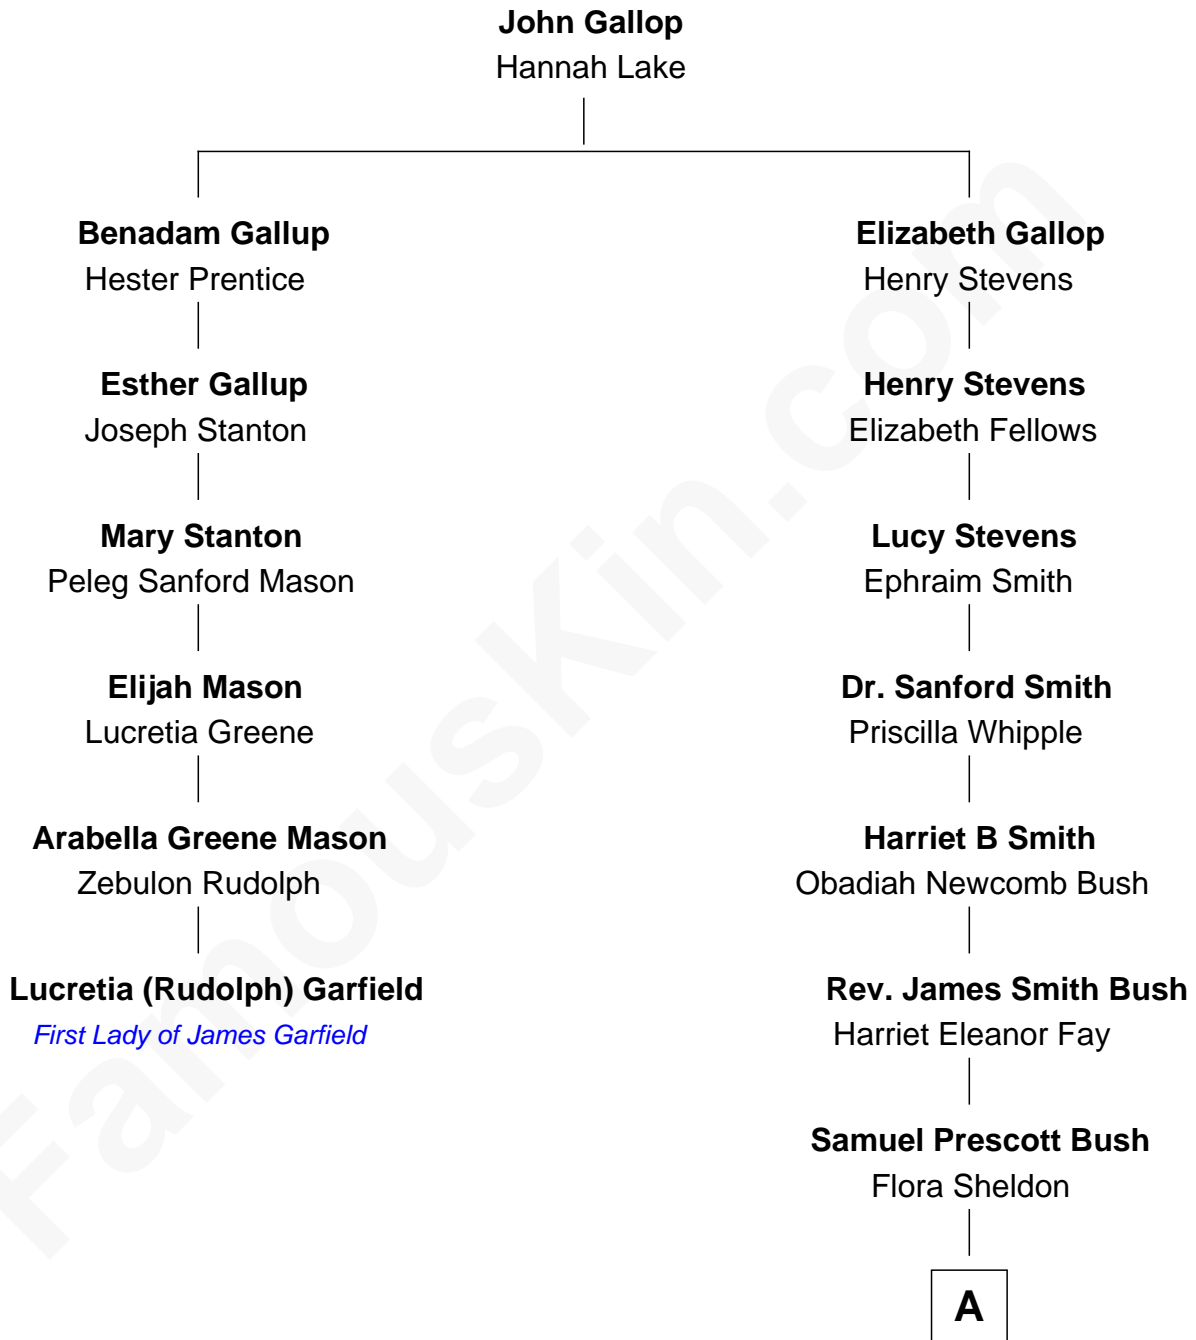 John Gallop
Hannah Lake
Benadam Gallup
Hester Prentice
Esther Gallup
Joseph Stanton
Mary Stanton
Peleg Sanford Mason
Elijah Mason
Lucretia Greene
Arabella Greene Mason
Zebulon Rudolph
Lucretia (Rudolph) Garfield
First Lady of James Garfield
Elizabeth Gallop
Henry Stevens
Henry Stevens
Elizabeth Fellows
Lucy Stevens
Ephraim Smith
Dr. Sanford Smith
Priscilla Whipple
Harriet B Smith
Obadiah Newcomb Bush
Rev. James Smith Bush
Harriet Eleanor Fay
Samuel Prescott Bush
Flora Sheldon
A
FamousKin.com